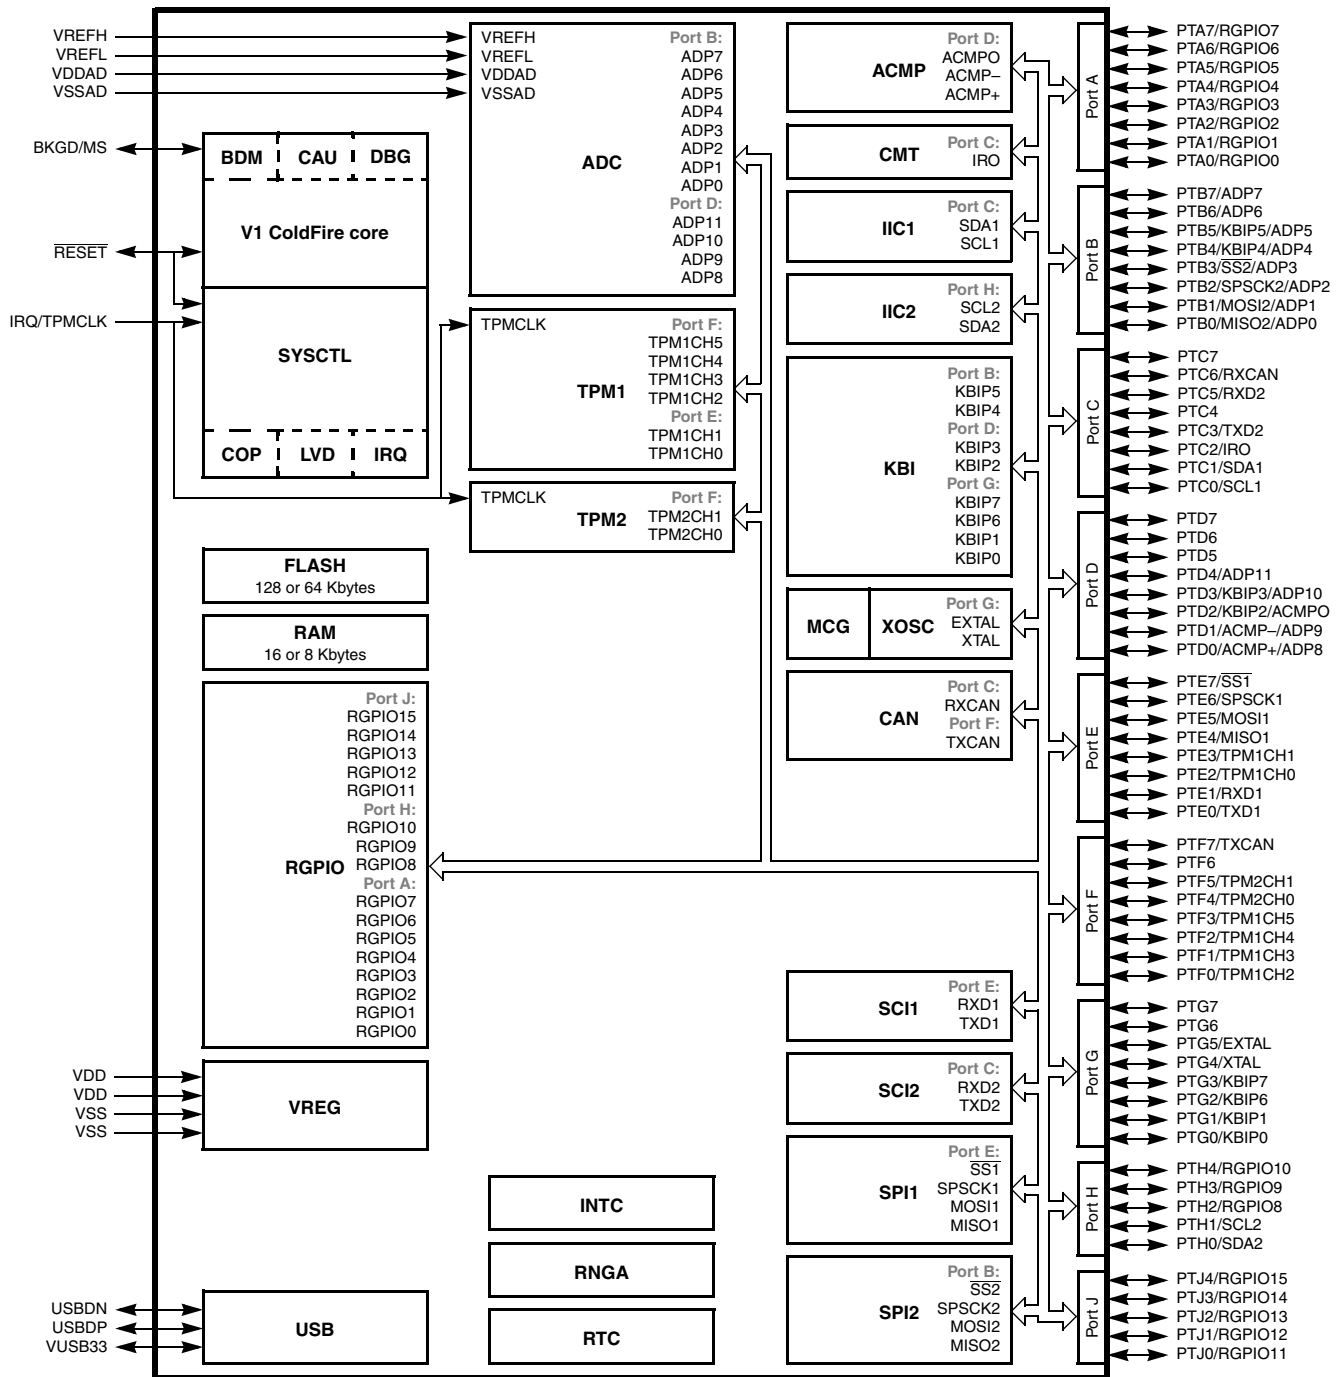 VREFH
VREFL
VDDAD
VSSAD
BKGD/MS
RESET
IRQ/TPMCLK
BDM
CAU
DBG
V1 ColdFire core
SYSCTL
COP
LVD
IRQ
FLASH
128 or 64 Kbytes
RAM
16 or 8 Kbytes
RGPIO
Port J:
RGPIO15
RGPIO14
RGPIO13
RGPIO12
RGPIO11
Port H:
RGPIO10
RGPIO9
RGPIO8
Port A:
RGPIO7
RGPIO6
RGPIO5
RGPIO4
RGPIO3
RGPIO2
RGPIO1
RGPIO0
VDD
VDD
VSS
VSS
VREG
USBDN
USBDP
VUSB33
USB
VREFH
VREFL
VDDAD
VSSAD
ADC
Port B:
ADP7
ADP6
ADP5
ADP4
ADP3
ADP2
ADP1
ADP0
Port D:
ADP11
ADP10
ADP9
ADP8
TPMCLK
TPM1
Port F:
TPM1CH5
TPM1CH4
TPM1CH3
TPM1CH2
Port E:
TPM1CH1
TPM1CH0
TPMCLK
TPM2
Port F:
TPM2CH1
TPM2CH0
INTC
RNGA
RTC
ACMP
Port D:
ACMPO
ACMP–
ACMP+
CMT
Port C:
IRO
IIC1
Port C:
SDA1
SCL1
IIC2
Port H:
SCL2
SDA2
KBI
Port B:
KBIP5
KBIP4
Port D:
KBIP3
KBIP2
Port G:
KBIP7
KBIP6
KBIP1
KBIP0
MCG
XOSC
Port G:
EXTAL
XTAL
CAN
Port C:
RXCAN
Port F:
TXCAN
SCI1
Port E:
RXD1
TXD1
SCI2
Port C:
RXD2
TXD2
SPI1
Port E:
SS1
SPSCK1
MOSI1
MISO1
SPI2
Port B:
SS2
SPSCK2
MOSI2
MISO2
Port A
PTA7/RGPIO7
PTA6/RGPIO6
PTA5/RGPIO5
PTA4/RGPIO4
PTA3/RGPIO3
PTA2/RGPIO2
PTA1/RGPIO1
PTA0/RGPIO0
Port B
PTB7/ADP7
PTB6/ADP6
PTB5/KBIP5/ADP5
PTB4/KBIP4/ADP4
PTB3/SS2/ADP3
PTB2/SPSCK2/ADP2
PTB1/MOSI2/ADP1
PTB0/MISO2/ADP0
Port C
PTC7
PTC6/RXCAN
PTC5/RXD2
PTC4
PTC3/TXD2
PTC2/IRO
PTC1/SDA1
PTC0/SCL1
Port D
PTD7
PTD6
PTD5
PTD4/ADP11
PTD3/KBIP3/ADP10
PTD2/KBIP2/ACMPO
PTD1/ACMP–/ADP9
PTD0/ACMP+/ADP8
Port E
PTE7/SS1
PTE6/SPSCK1
PTE5/MOSI1
PTE4/MISO1
PTE3/TPM1CH1
PTE2/TPM1CH0
PTE1/RXD1
PTE0/TXD1
Port F
PTF7/TXCAN
PTF6
PTF5/TPM2CH1
PTF4/TPM2CH0
PTF3/TPM1CH5
PTF2/TPM1CH4
PTF1/TPM1CH3
PTF0/TPM1CH2
Port G
PTG7
PTG6
PTG5/EXTAL
PTG4/XTAL
PTG3/KBIP7
PTG2/KBIP6
PTG1/KBIP1
PTG0/KBIP0
Port H
PTH4/RGPIO10
PTH3/RGPIO9
PTH2/RGPIO8
PTH1/SCL2
PTH0/SDA2
Port J
PTJ4/RGPIO15
PTJ3/RGPIO14
PTJ2/RGPIO13
PTJ1/RGPIO12
PTJ0/RGPIO11